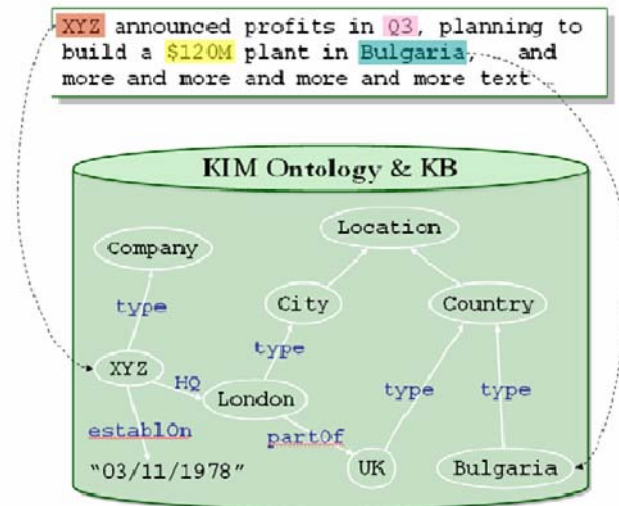 XYZ announced profits in Q3, planning to
build a $120M plant in Bulgaria, and
more and more and more and more text
KIM Ontology & KB
Location
Company
type
City
Country
type
XYZ
HQ
London
type
type
establOn
partOf
"03/11/1978"
UK
Bulgaria